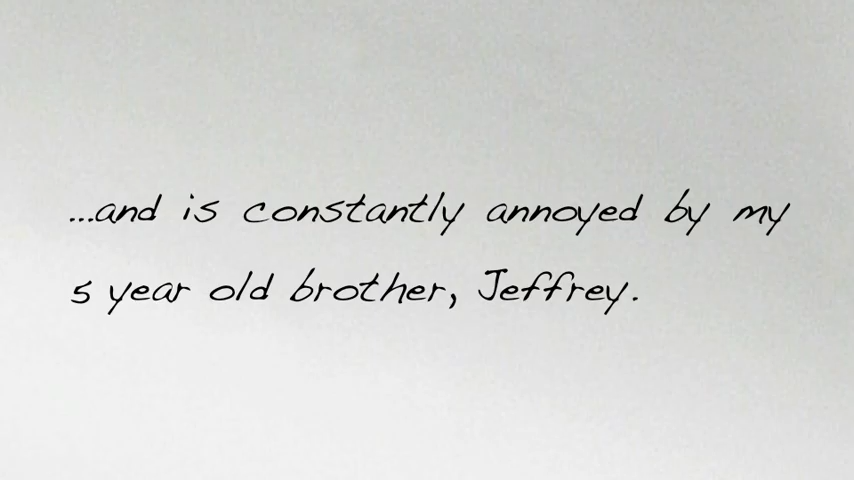 ...and is constantly annoyed by my
5 year old brother, Jeffrey.